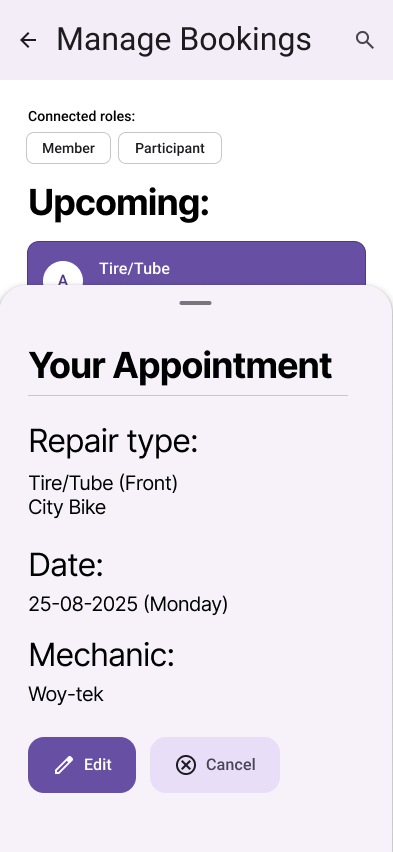 Manage Bookings
Connected roles:
Member Participant
Upcoming:
A Tire/Tube
Your Appointment
Repair type:
Tire/Tube (Front)
City Bike
Date:
25-08-2025 (Monday)
Mechanic:
Woy-tek
Edit Cancel